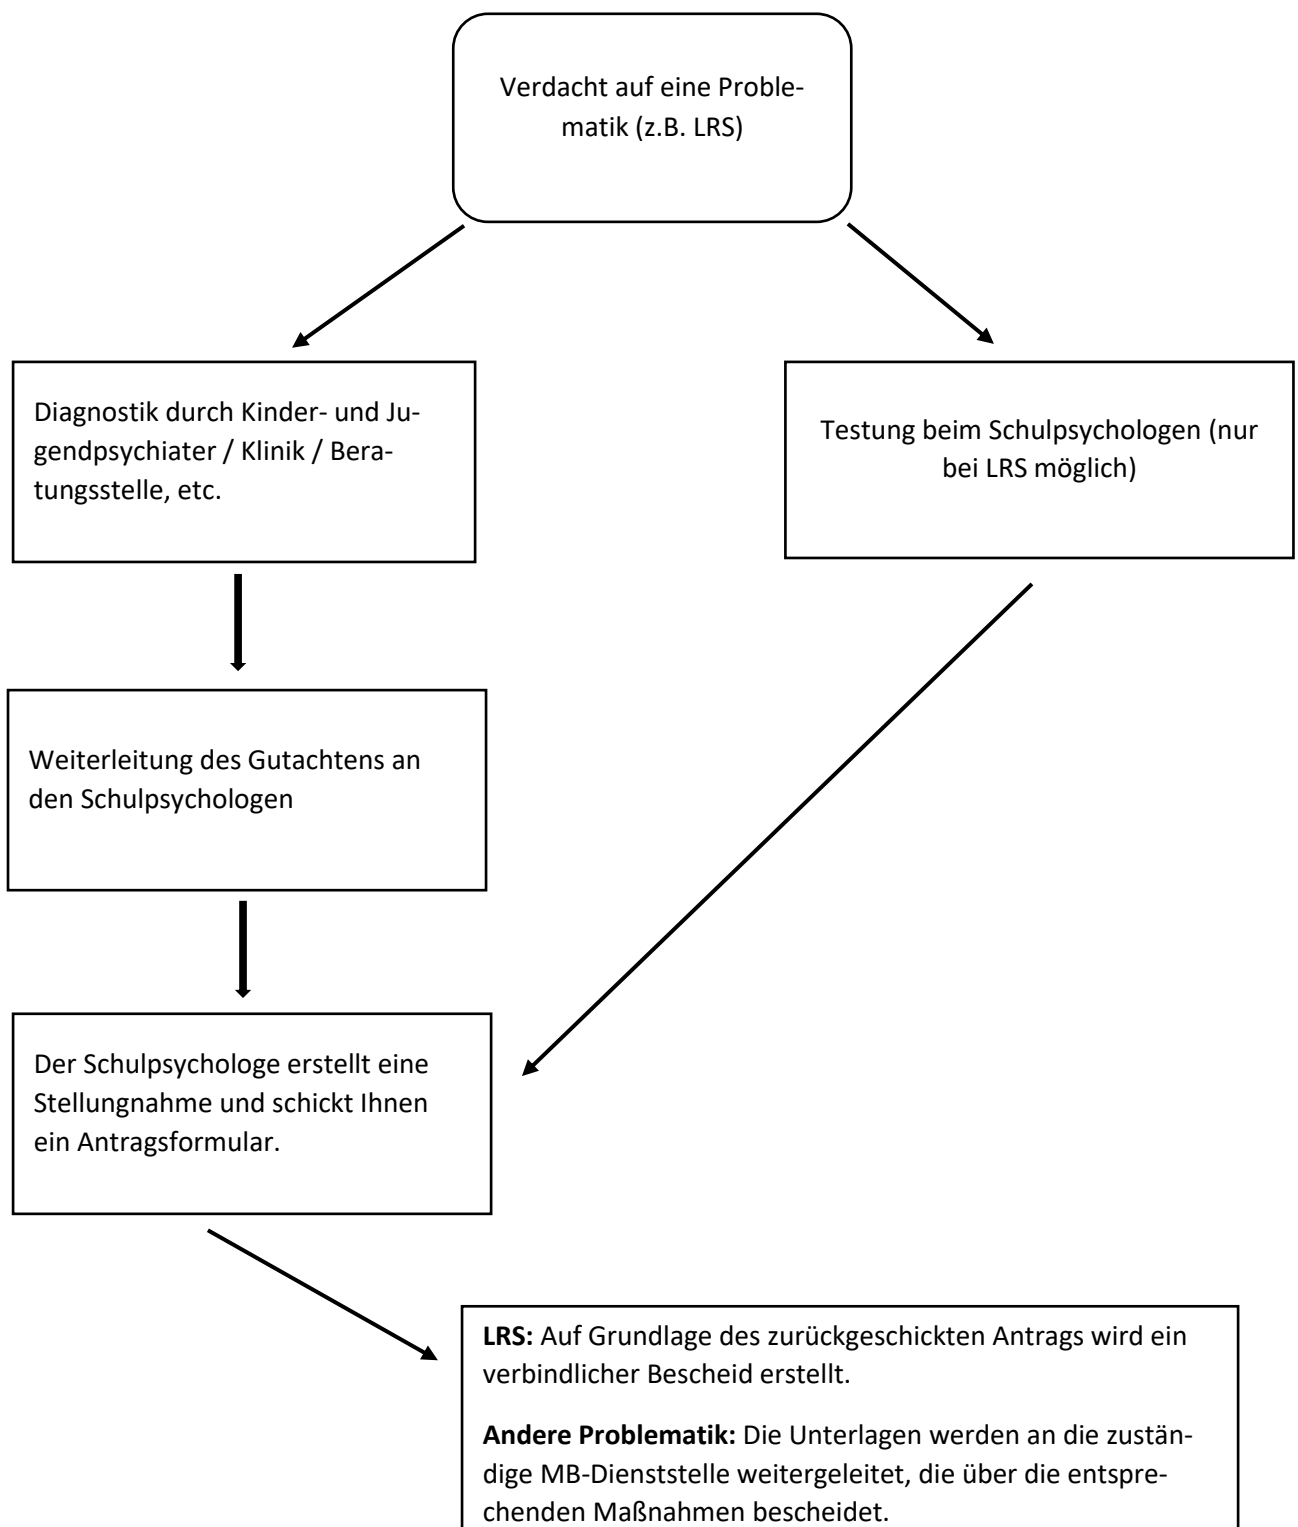 Verdacht auf eine Proble-
matik (z.B. LRS)
Diagnostik durch Kinder- und Ju-
gendpsychiater / Klinik / Bera-
tungsstelle, etc.
Testung beim Schulpsychologen (nur
bei LRS möglich)
Weiterleitung des Gutachtens an
den Schulpsychologen
Der Schulpsychologe erstellt eine
Stellungnahme und schickt Ihnen
ein Antragsformular.
LRS: Auf Grundlage des zurückgeschickten Antrags wird ein
verbindlicher Bescheid erstellt.
Andere Problematik: Die Unterlagen werden an die zustän-
dige MB-Dienststelle weitergeleitet, die über die entspre-
chenden Maßnahmen bescheidet.